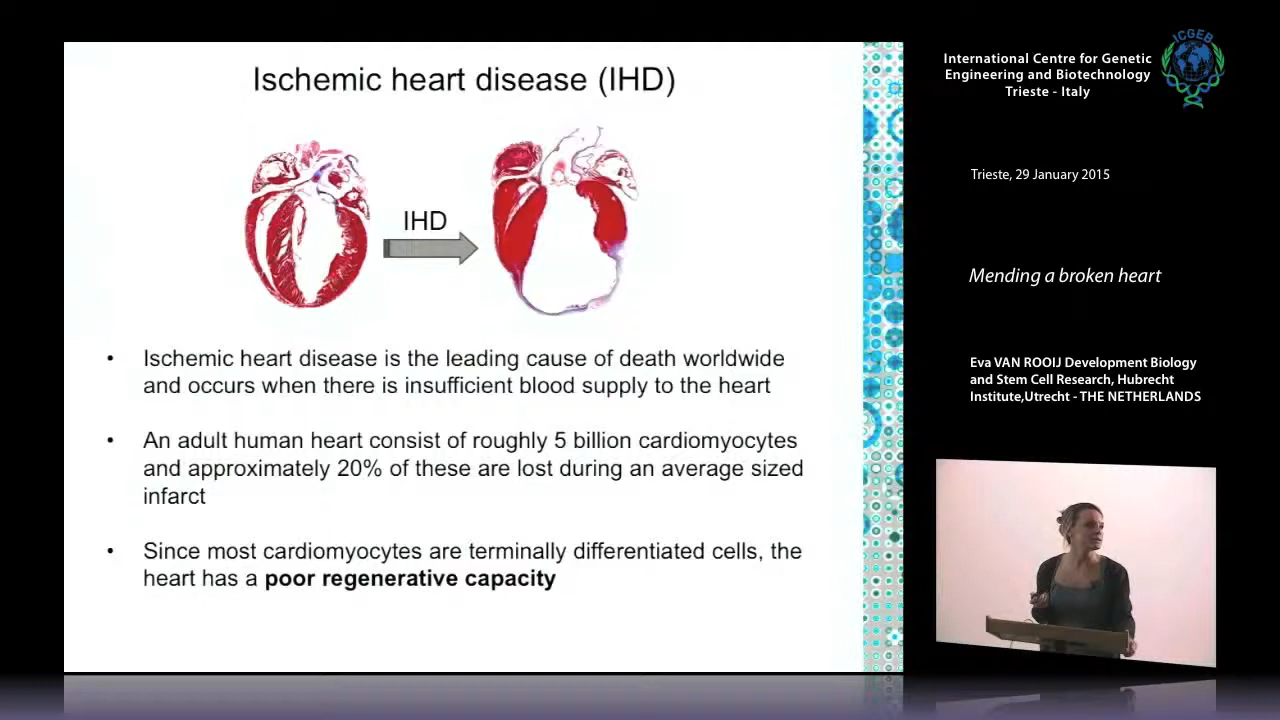 Ischemic heart disease (IHD)
IHD
• Ischemic heart disease is the leading cause of death worldwide
and occurs when there is insufficient blood supply to the heart
• An adult human heart consist of roughly 5 billion cardiomyocytes
and approximately 20% of these are lost during an average sized
infarct
• Since most cardiomyocytes are terminally differentiated cells, the
heart has a poor regenerative capacity
International Centre for Genetic
Engineering and Biotechnology
Trieste - Italy
ICGEB
Trieste, 29 January 2015
Mending a broken heart
Eva VAN ROOIJ Development Biology
and Stem Cell Research, Hubrecht
Institute,Utrecht - THE NETHERLANDS